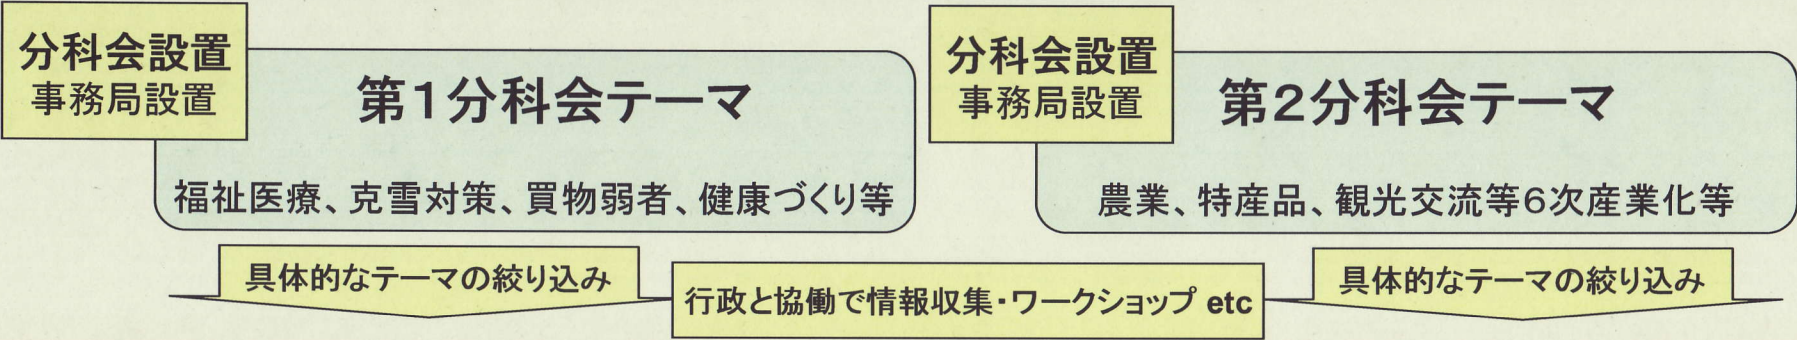 分科会設置
事務局設置
第1分科会テーマ
福祉医療、克雪対策、買物弱者、健康づくり等
分科会設置
事務局設置
第2分科会テーマ
農業、特産品、観光交流等6次産業化等
具体的なテーマの絞り込み
行政と協働で情報収集・ワークショップ etc
具体的なテーマの絞り込み